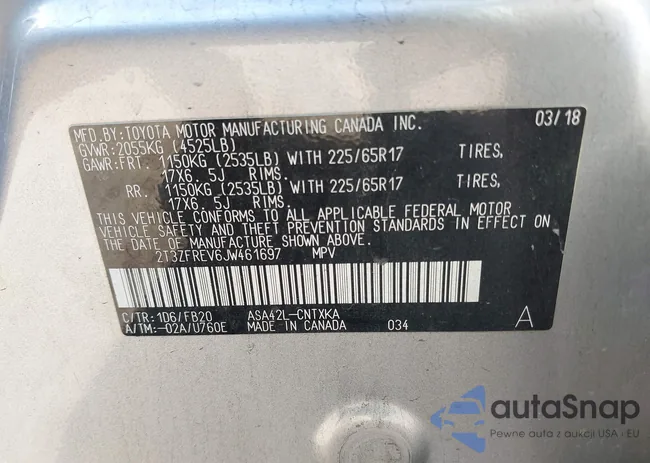 MFD. BY: TOYOTA MOTOR MANUFACTURING CANADA INC. 03/18
GVWR: 2055KG (4525LB)
GAWR: FRT 1150KG (2535LB) WITH 225/65R17 TIRES,
17X6. 5J RIMS.
RR. 1150KG (2535LB) WITH 225/65R17 TIRES,
17X6. 5J RIMS.
THIS VEHICLE CONFORMS TO ALL APPLICABLE FEDERAL MOTOR
VEHICLE SAFETY AND THEFT PREVENTION STANDARDS IN EFFECT ON
THE DATE OF MANUFACTURE SHOWN ABOVE.
2T3ZFREV6JW461697 MPV
C/TR: 1D6/FB20 ASA42L-CNTXKA
A/TM: -02A/U760E MADE IN CANADA 034 A
autaSnap
Pewne auta z aukcji USA i EU